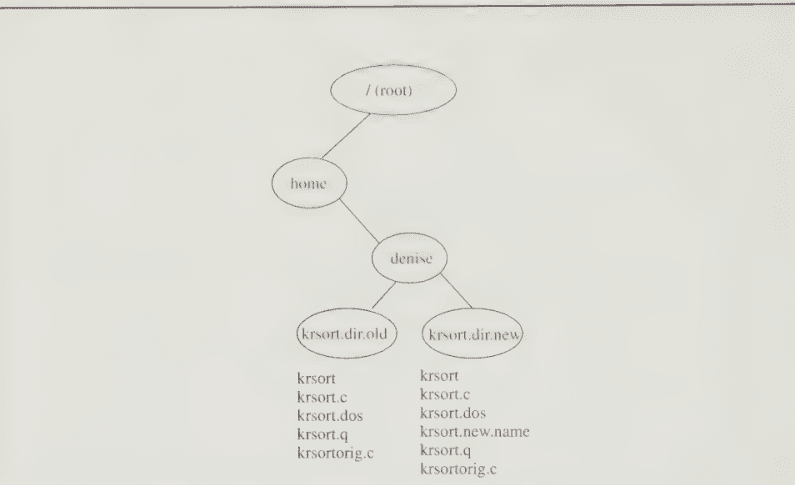 / (root)
home
denise
krsort.dir.old
krsort.dir.new
krsort
krsort.c
krsort.dos
krsort.q
krsortorig.c
krsort
krsort.c
krsort.dos
krsort.new.name
krsort.q
krsortorig.c